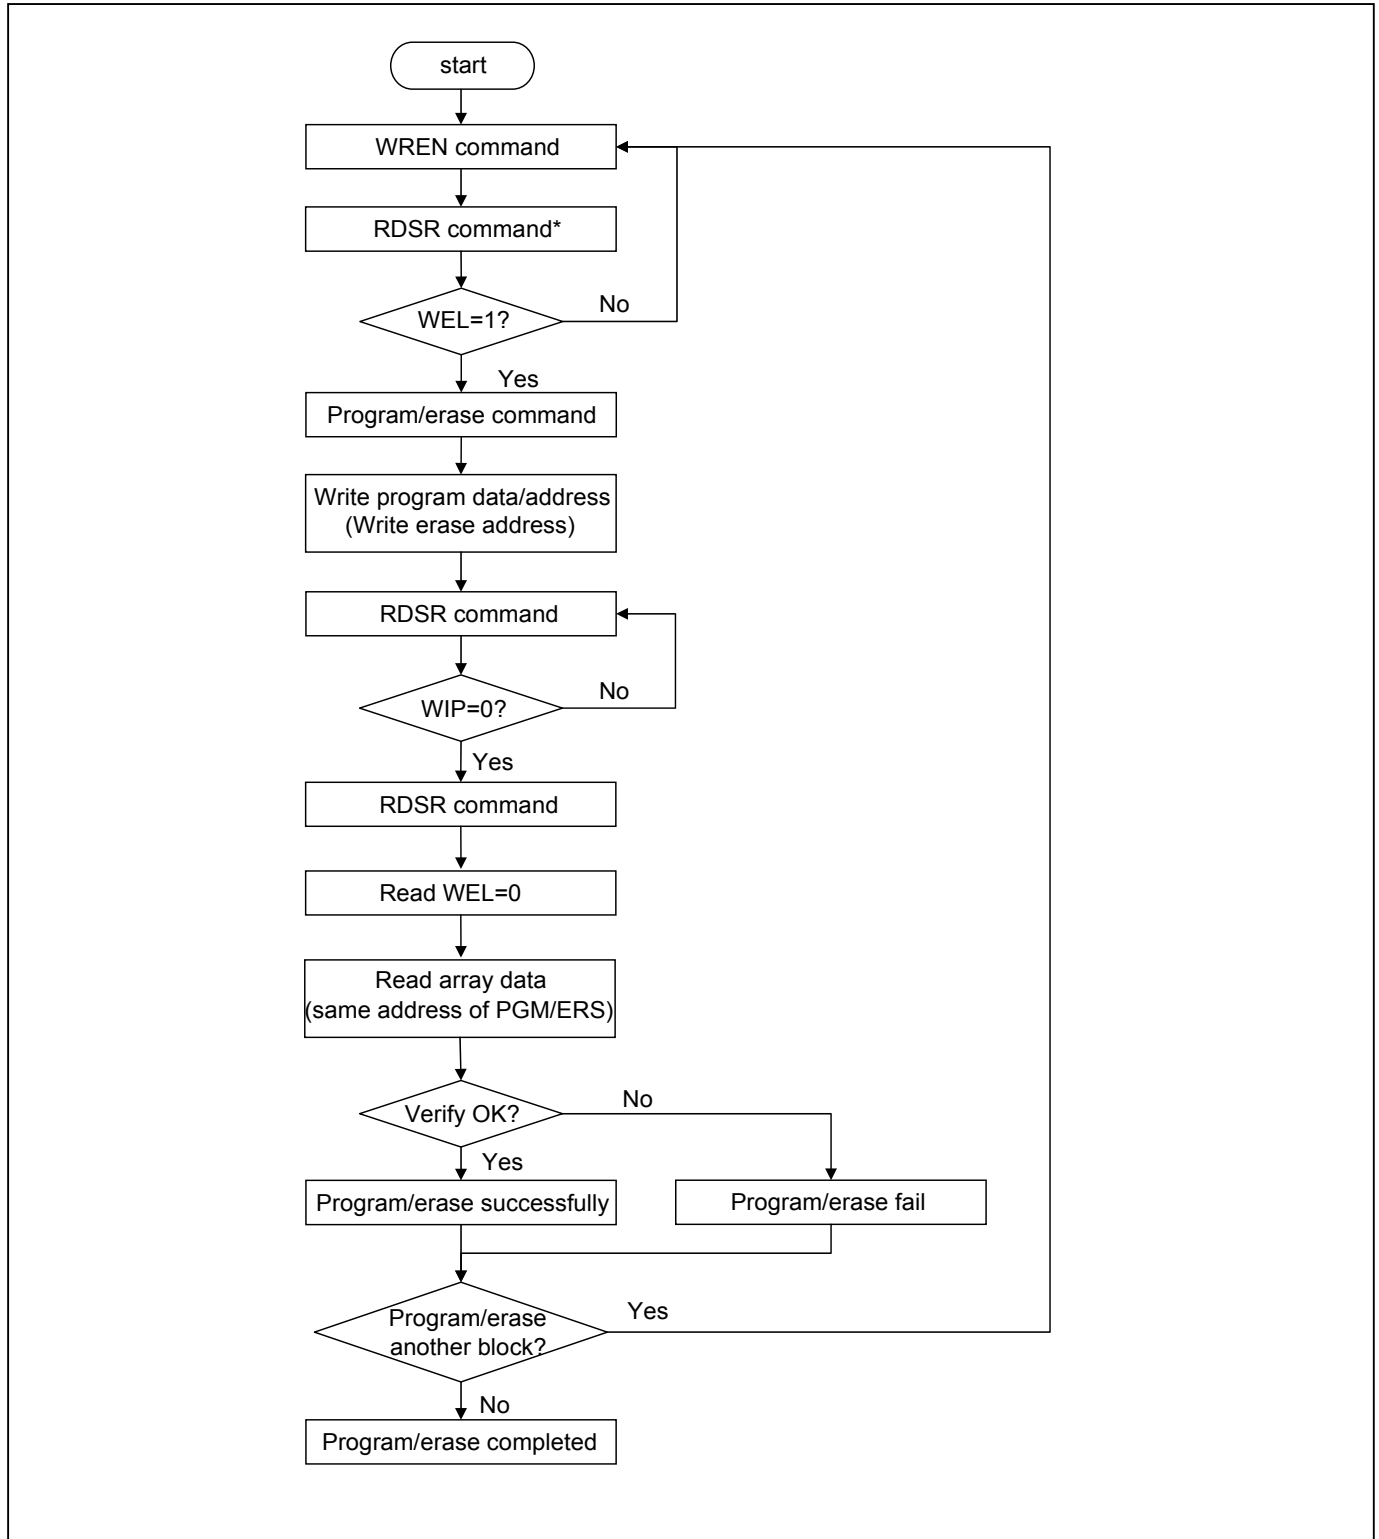 start
WREN command
RDSR command*
WEL=1?
No
Yes
Program/erase command
Write program data/address
(Write erase address)
RDSR command
WIP=0?
No
Yes
RDSR command
Read WEL=0
Read array data
(same address of PGM/ERS)
Verify OK?
No
Yes
Program/erase successfully
Program/erase fail
Program/erase
another block?
Yes
No
Program/erase completed